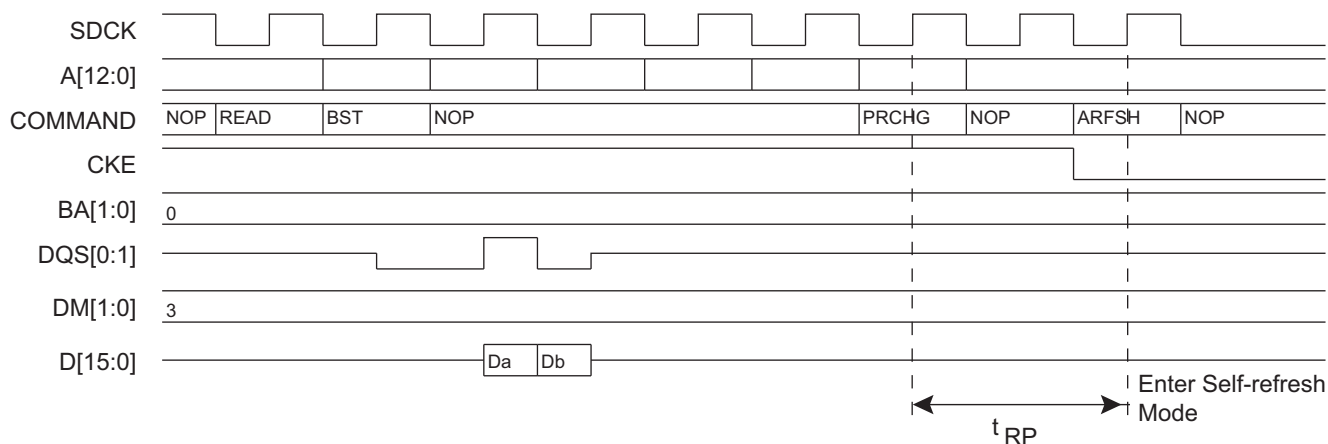 SDCK
A[12:0]
COMMAND NOP READ BST NOP PRCHG NOP ARFSH NOP
CKE
BA[1:0] 0
DQS[0:1]
DM[1:0] 3
D[15:0] Da Db
Enter Self-refresh
Mode
t RP